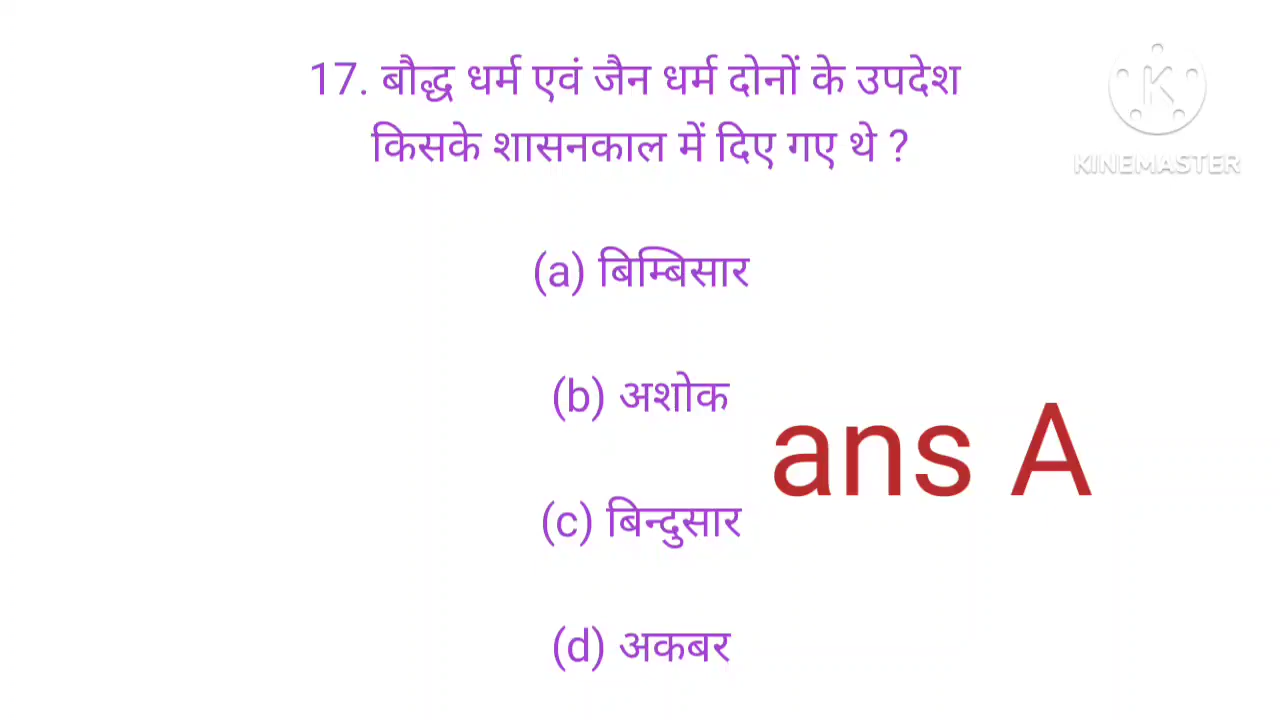 17. बौद्ध धर्म एवं जैन धर्म दोनों के उपदेश
किसके शासनकाल में दिए गए थे ?
(a) बिम्बिसार
(b) अशोक
(c) बिन्दुसार
(d) अकबर
ans A
K
KINEMASTER